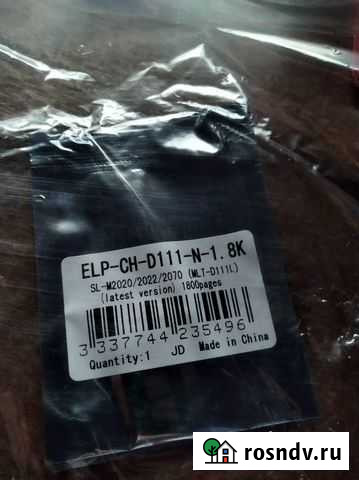 ELP-CH-D111-N-1.8K
SL-M2020/2022/2070 (MLT-D111L)
(latest version) 1800pages
3 337744 235496
Quantity:1 JD Made in China
rosndv.ru